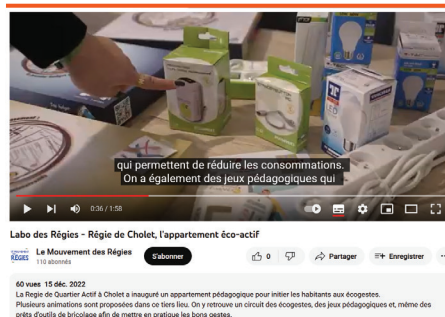 qui permettent de réduire les consommations.
On a également des jeux pédagogiques qui
0:36 / 1:58
Labo des Régies - Régie de Cholet, l'appartement éco-actif
RÉGIES
Le Mouvement des Régies
110 abonnés
S'abonner
0
Partager
Enregistrer
60 vues 15 déc. 2022
La Regie de Quartier Actif à Cholet a inauguré un appartement pédagogique pour initier les habitants aux écogestes.
Plusieurs animations sont proposées dans ce tiers lieu. On y retrouve un circuit des écogestes, des jeux pédagogiques et, même des
prêts d'outils de bricolage afin de mettre en pratique les bons gestes.